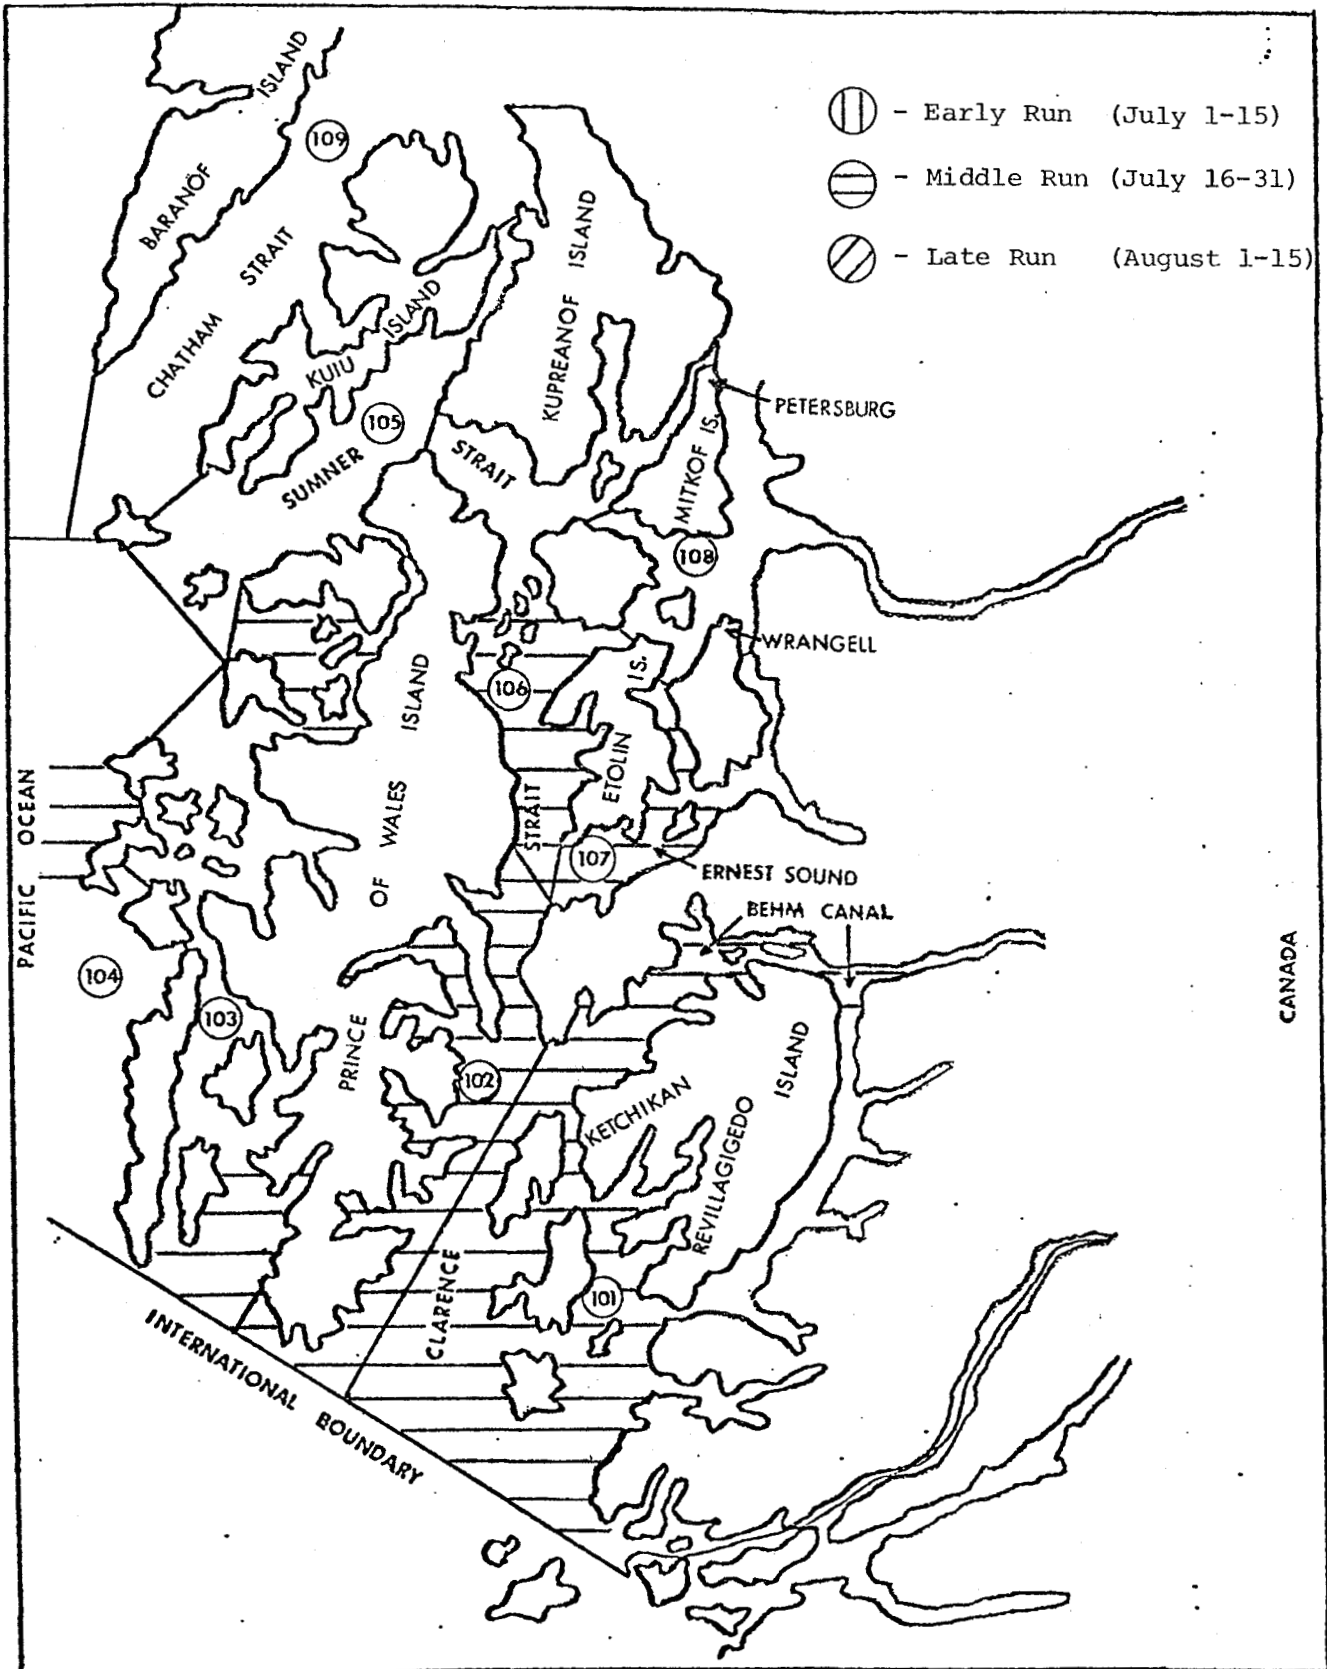 - Early Run (July 1-15)
- Middle Run (July 16-31)
- Late Run (August 1-15)
ISLAND
BARANOF
109
STRAIT
CHATHAM
ISLAND
KUPREANOF
ISLAND
KUIU
105
SUMNER
STRAIT
PETERSBURG
MITKOF IS.
108
WRANGELL
IS.
ETOLIN
106
ISLAND
OF WALES
PRINCE
STRAIT
107
ERNEST SOUND
BEHM CANAL
PACIFIC OCEAN
104
103
102
CANADA
KETCHIKAN
ISLAND
REVILLAGIGEDO
CLARENCE
101
INTERNATIONAL BOUNDARY